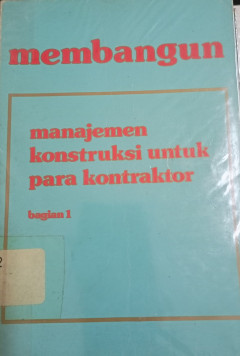 membangun
manajemen
konstruksi untuk
para kontraktor
bagian 1